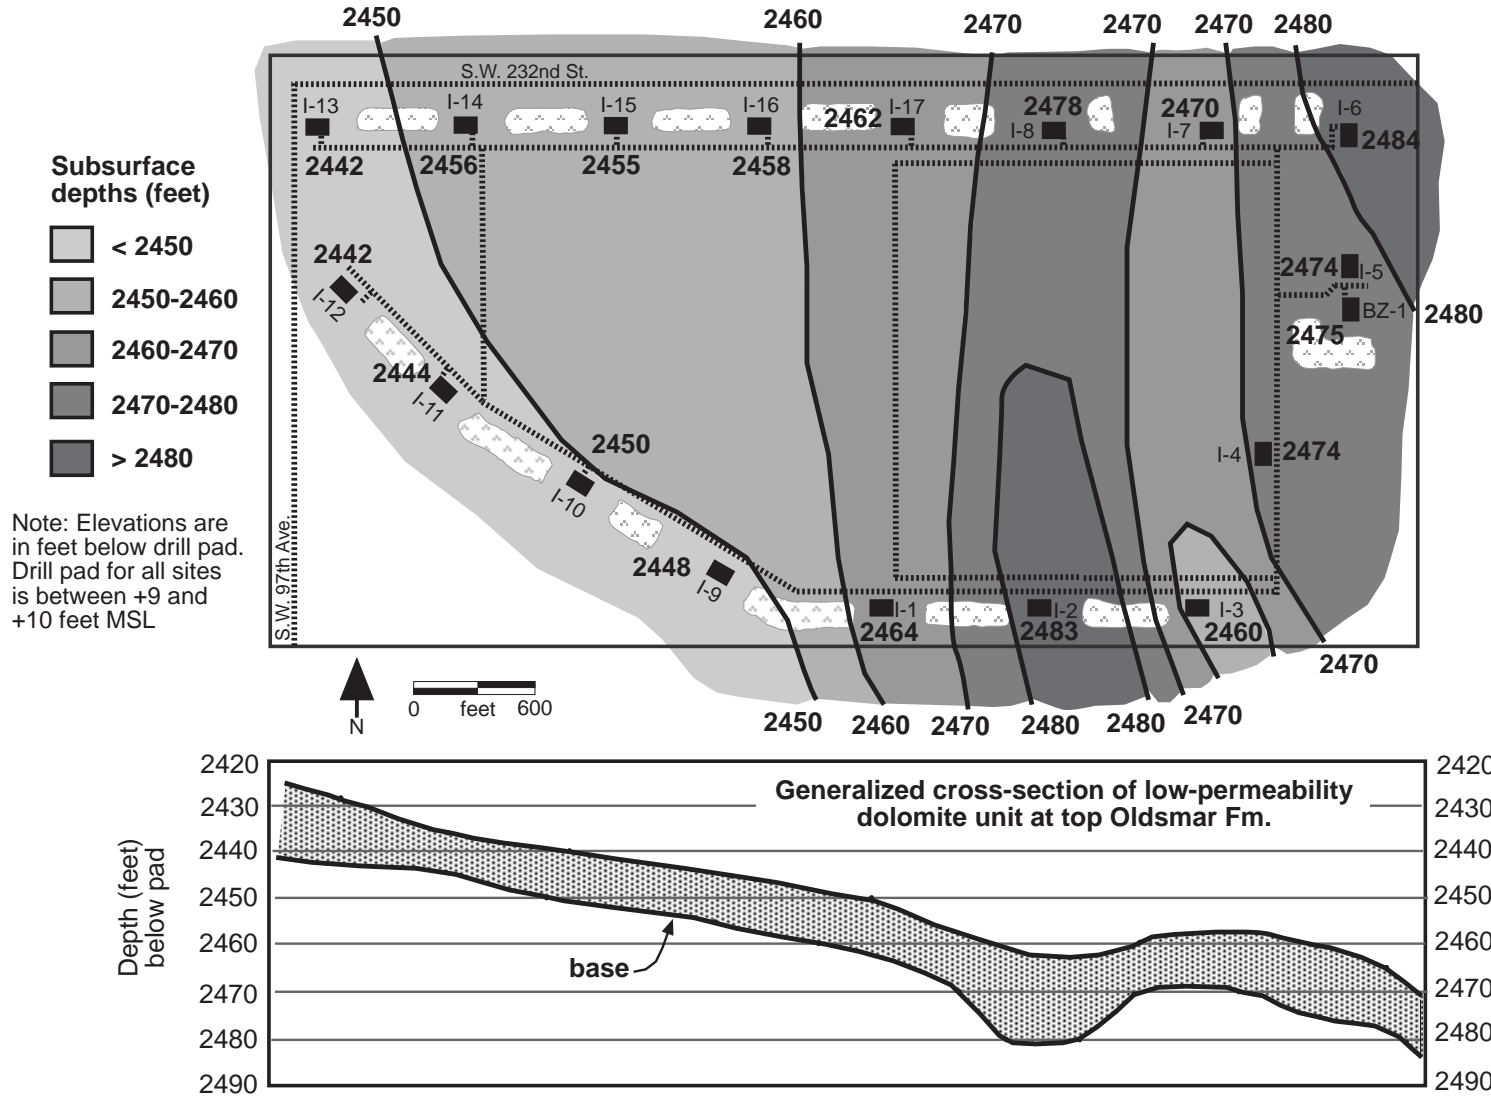 2450
2460
2470
2470
2470
2480
S.W. 232nd St.
I-13
I-14
I-15
I-16
2462
I-17
2478
I-8
2470
I-7
I-6
2484
2442
2456
2455
2458
Subsurface
depths (feet)
< 2450
2450-2460
2460-2470
2470-2480
> 2480
Note: Elevations are
in feet below drill pad.
Drill pad for all sites
is between +9 and
+10 feet MSL
S.W. 97th Ave.
2442
I-12
2444
I-11
2450
I-10
2448
I-9
2474
I-5
BZ-1
2475
2480
I-4
2474
I-1
2464
I-2
2483
I-3
2460
2470
N
0 feet 600
2450
2460
2470
2480
2480
2470
Generalized cross-section of low-permeability
dolomite unit at top Oldsmar Fm.
Depth (feet)
below pad
2420
2430
2440
2450
2460
2470
2480
2490
base
2420
2430
2440
2450
2460
2470
2480
2490